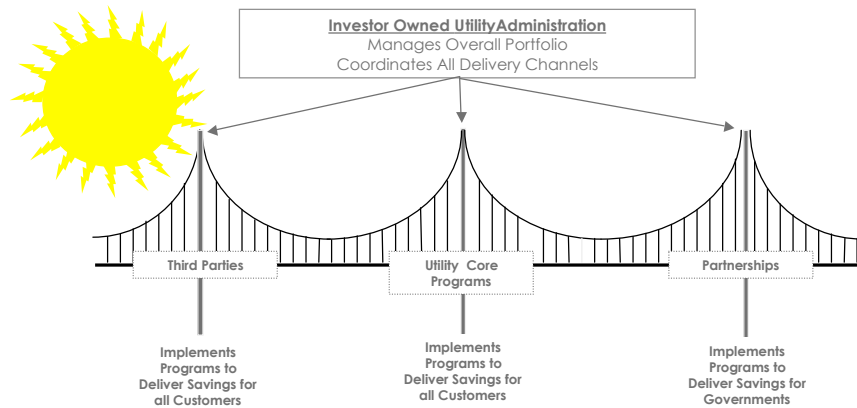 Investor Owned UtilityAdministration
Manages Overall Portfolio
Coordinates All Delivery Channels
Third Parties
Utility Core
Programs
Partnerships
Implements
Programs to
Deliver Savings for
all Customers
Implements
Programs to
Deliver Savings for
all Customers
Implements
Programs to
Deliver Savings for
Governments